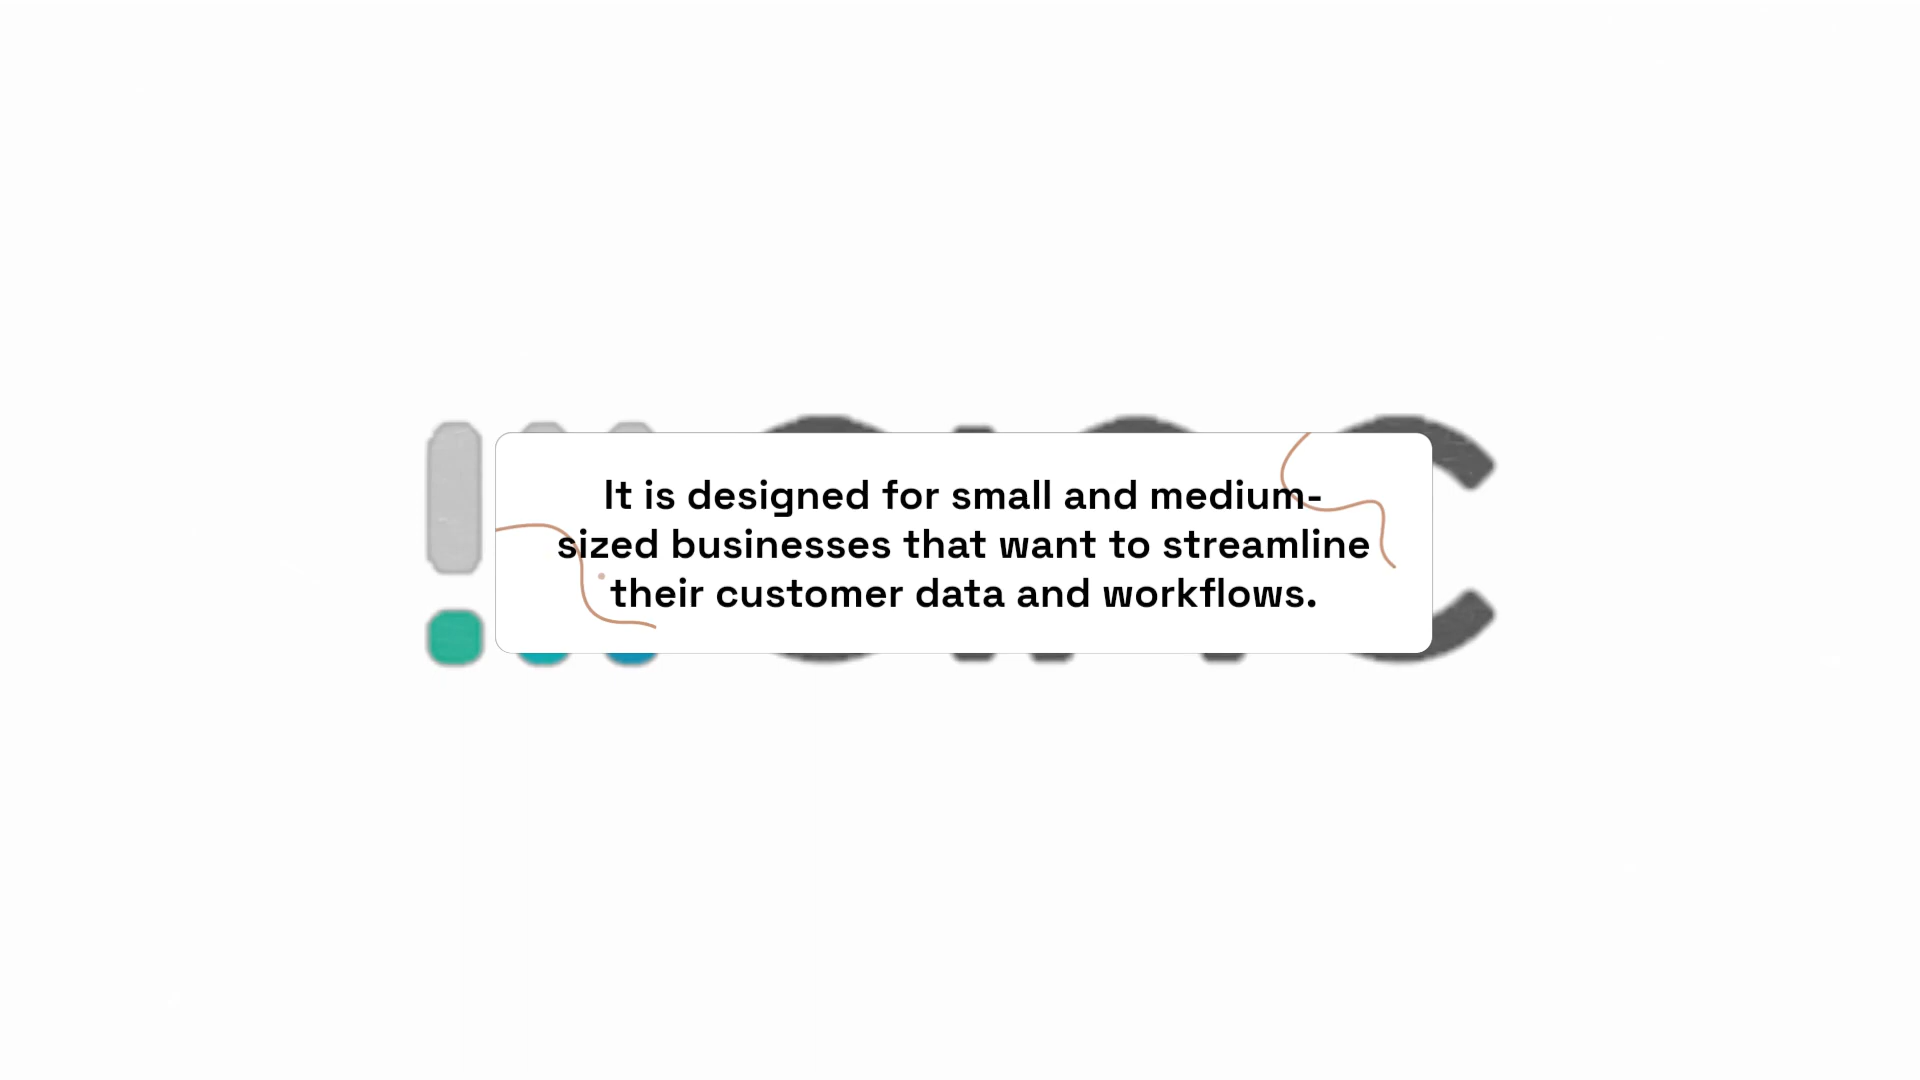 It is designed for small and medium-
sized businesses that want to streamline
their customer data and workflows.